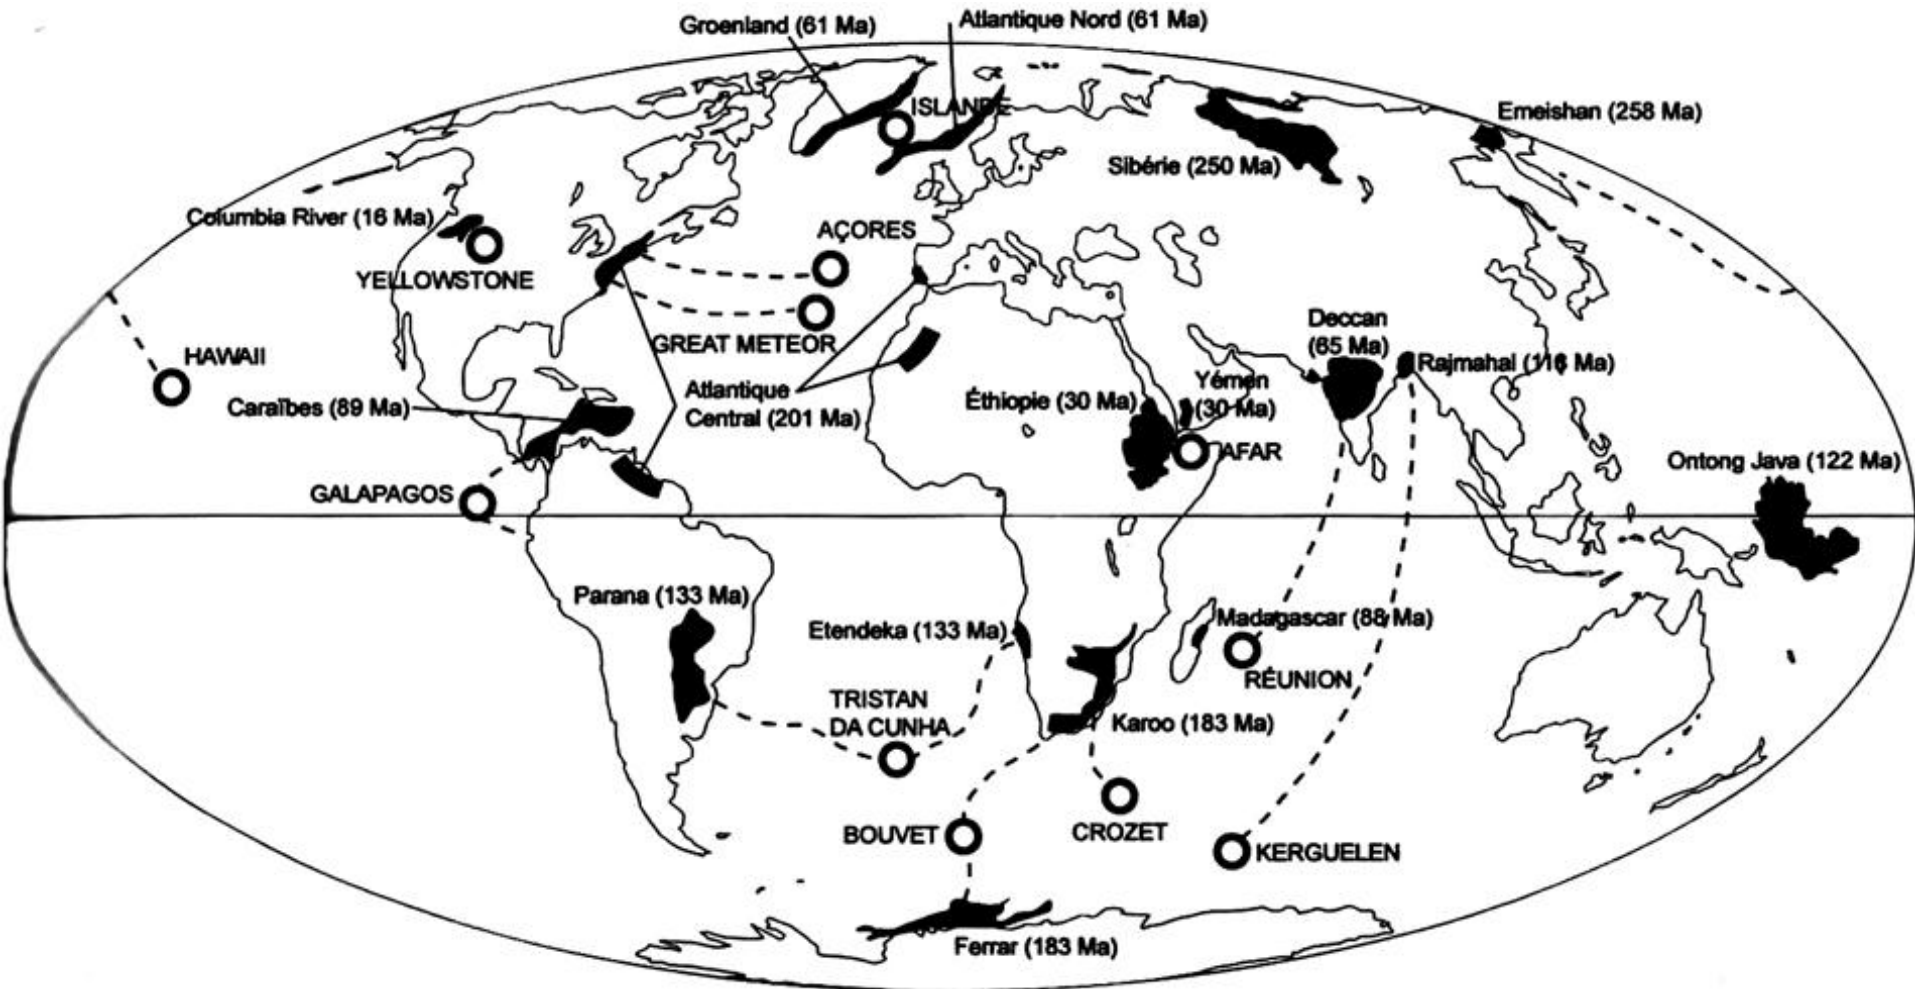 Groenland (61 Ma)
Atlantique Nord (61 Ma)
ISLANDE
Emeishan (258 Ma)
Sibérie (250 Ma)
Columbia River (16 Ma)
YELLOWSTONE
AÇORES
GREAT METEOR
HAWAII
Deccan
(65 Ma)
Rajmahal (116 Ma)
Caraïbes (89 Ma)
Atlantique
Central (201 Ma)
Éthiopie (30 Ma)
Yémen
(30 Ma)
AFAR
Ontong Java (122 Ma)
GALAPAGOS
Parana (133 Ma)
Etendeka (133 Ma)
Madagascar (88 Ma)
RÉUNION
TRISTAN
DA CUNHA
Karoo (183 Ma)
BOUVET
CROZET
KERGUELEN
Ferrar (183 Ma)